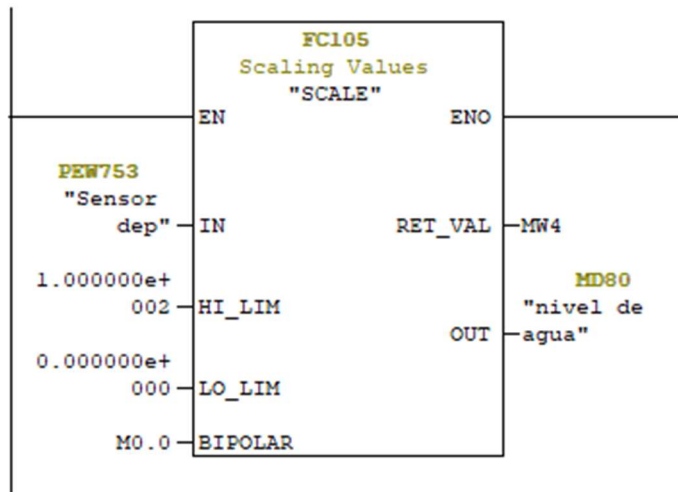 FC105
Scaling Values
"SCALE"
EN ENO
PEW753
"Sensor
dep" IN RET_VAL MW4
1.000000e+
002 HI_LIM
MD80
"nivel de
OUT agua"
0.000000e+
000 LO_LIM
M0.0 BIPOLAR